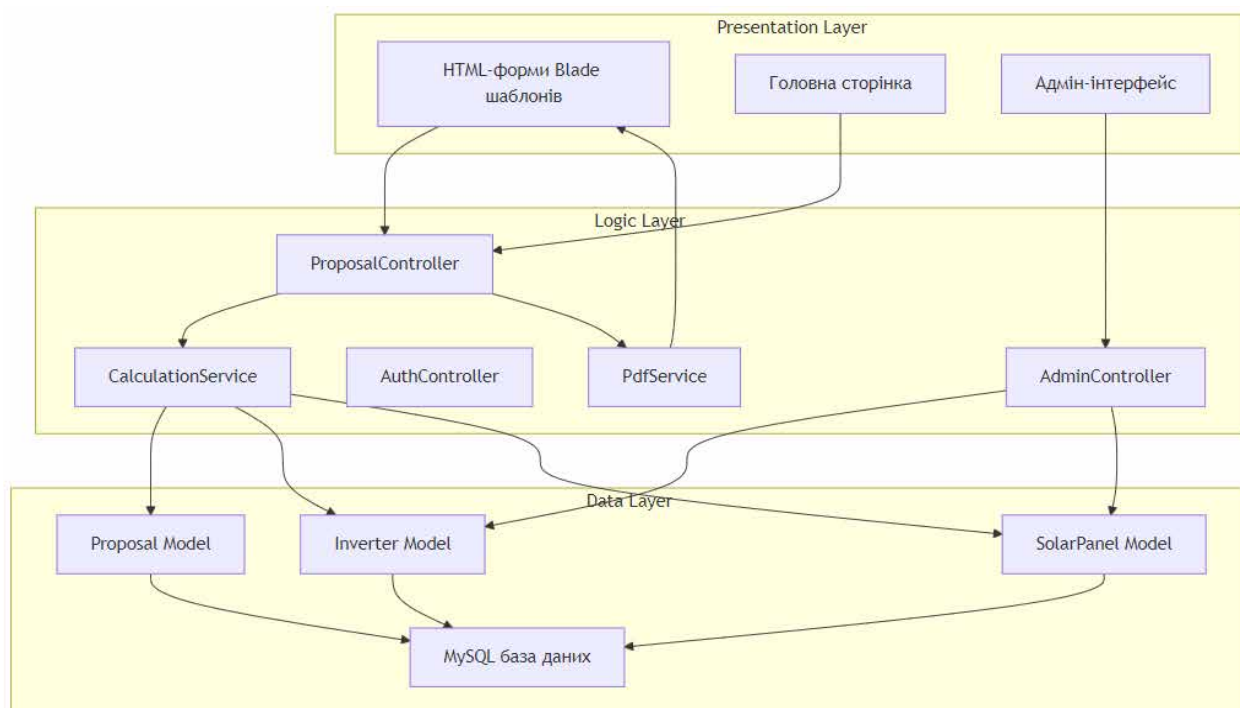 Presentation Layer
HTML-форми Blade
шаблонів
Головна сторінка
Адмін-інтерфейс
Logic Layer
ProposalController
CalculationService
AuthController
PdfService
AdminController
Data Layer
Proposal Model
Inverter Model
SolarPanel Model
MySQL база даних